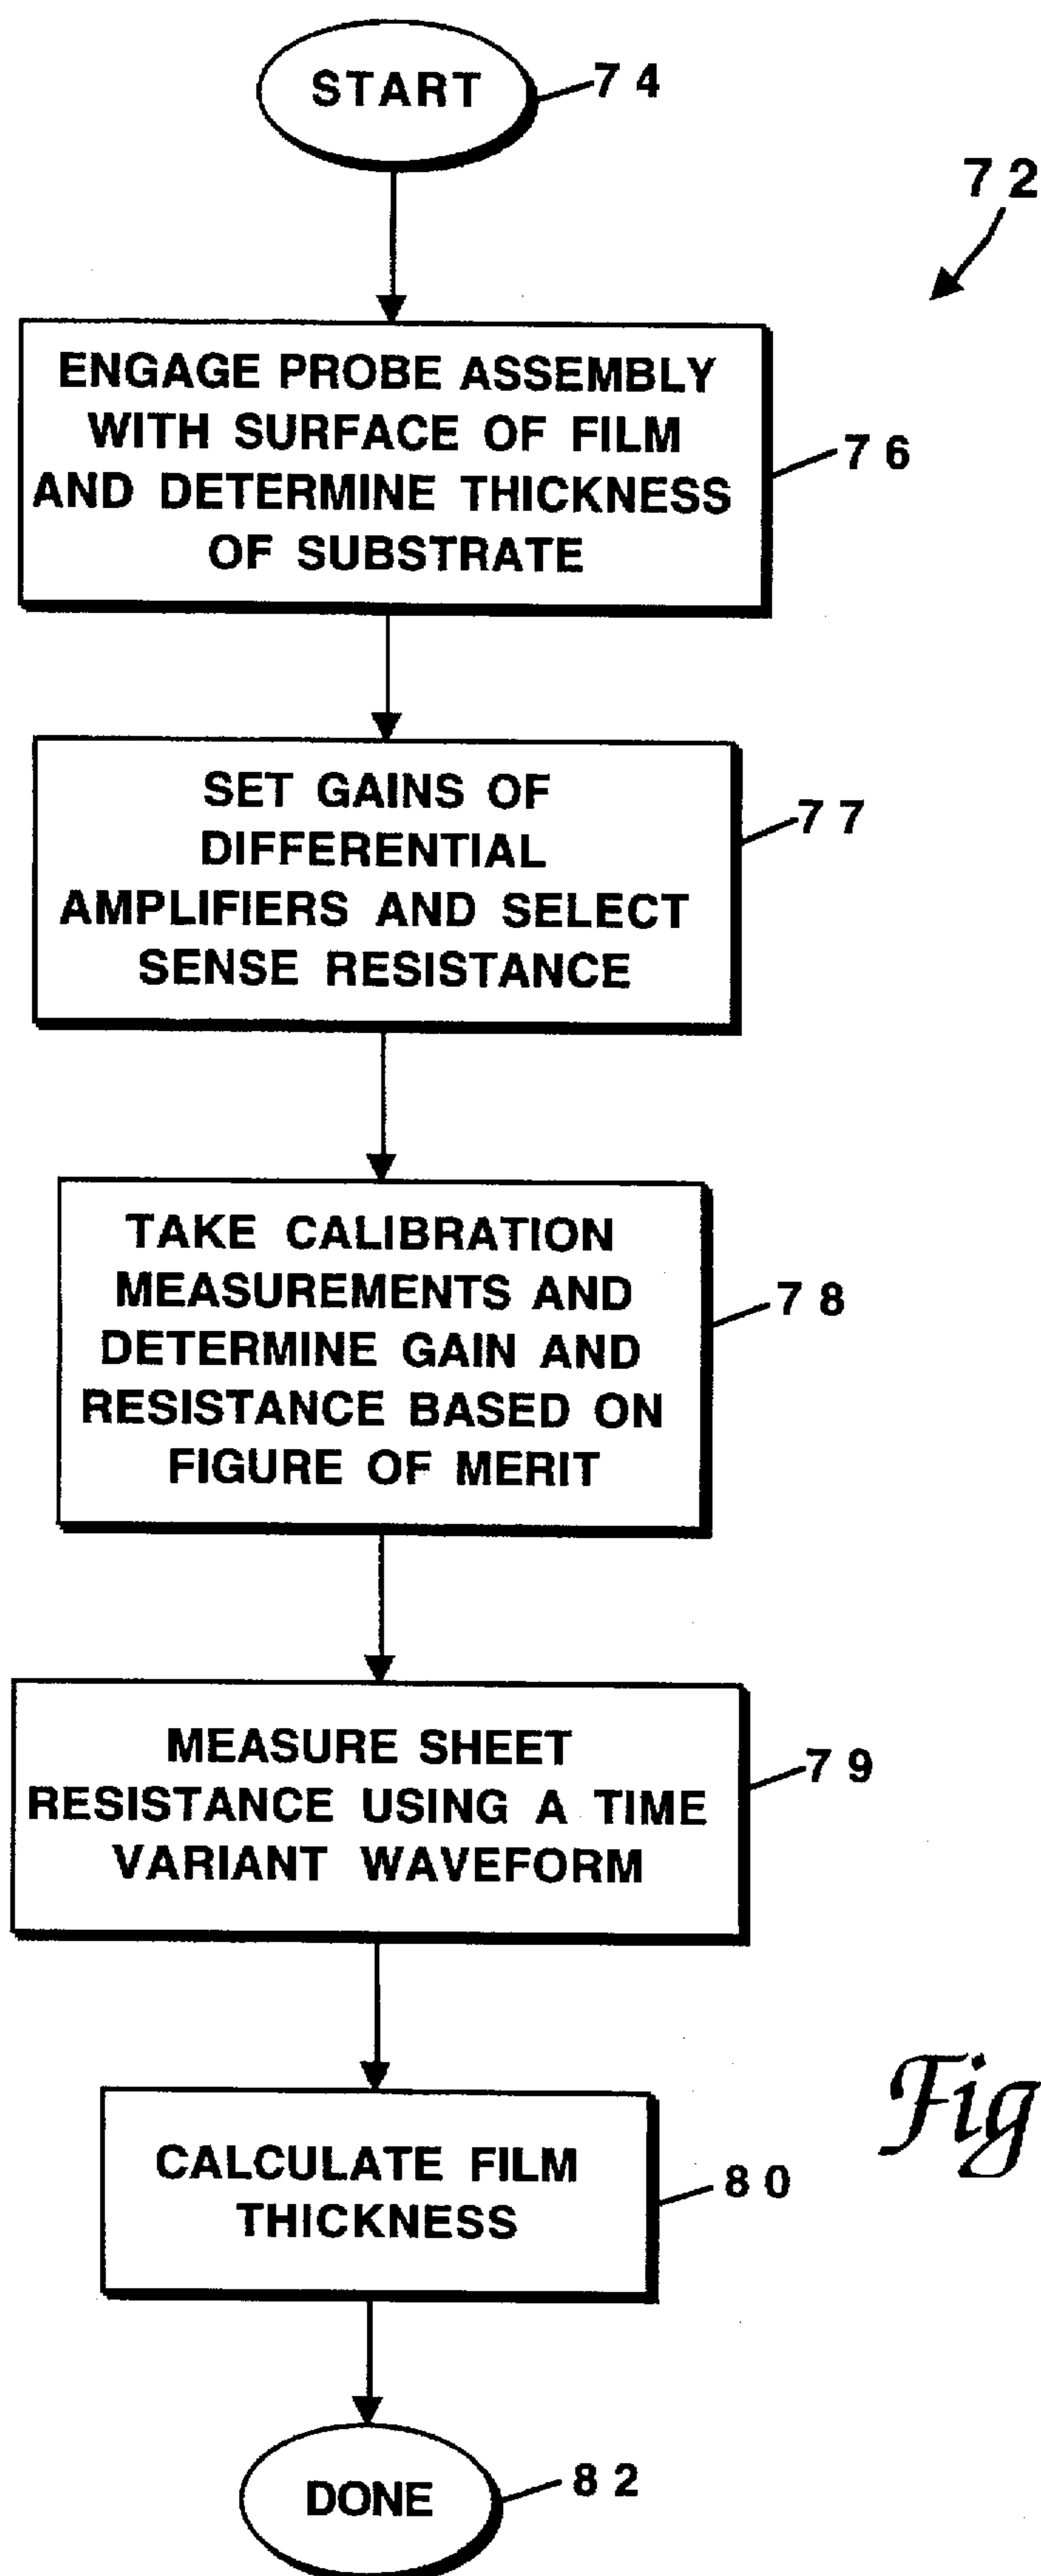 START
74
72
ENGAGE PROBE ASSEMBLY
WITH SURFACE OF FILM
AND DETERMINE THICKNESS
OF SUBSTRATE
76
SET GAINS OF
DIFFERENTIAL
AMPLIFIERS AND SELECT
SENSE RESISTANCE
77
TAKE CALIBRATION
MEASUREMENTS AND
DETERMINE GAIN AND
RESISTANCE BASED ON
FIGURE OF MERIT
78
MEASURE SHEET
RESISTANCE USING A TIME
VARIANT WAVEFORM
79
Fig
CALCULATE FILM
THICKNESS
80
DONE
82